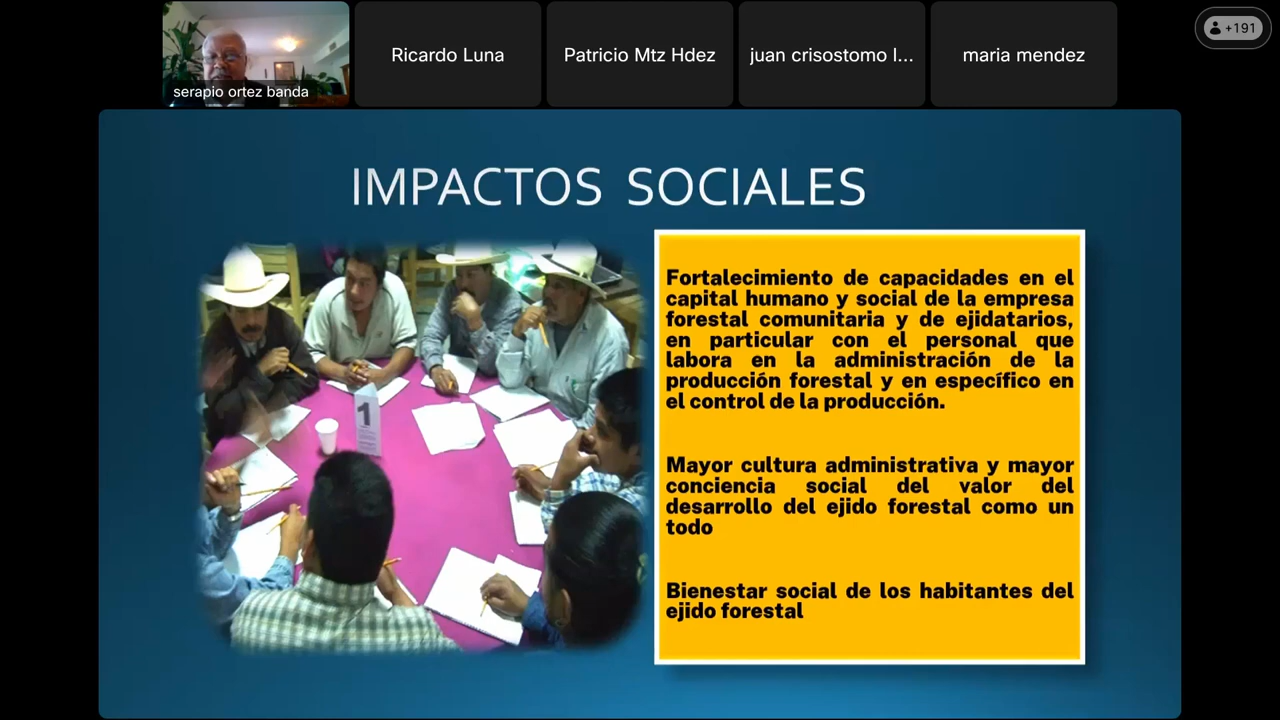 serapio ortez banda
Ricardo Luna
Patricio Mtz Hdez
juan crisostomo l...
maria mendez
+191
IMPACTOS SOCIALES
1
Fortalecimiento de capacidades en el
capital humano y social de la empresa
forestal comunitaria y de ejidatarios,
en particular con el personal que
labora en la administración de la
producción forestal y en específico en
el control de la producción.
Mayor cultura administrativa y mayor
conciencia social del valor del
desarrollo del ejido forestal como un
todo
Bienestar social de los habitantes del
ejido forestal